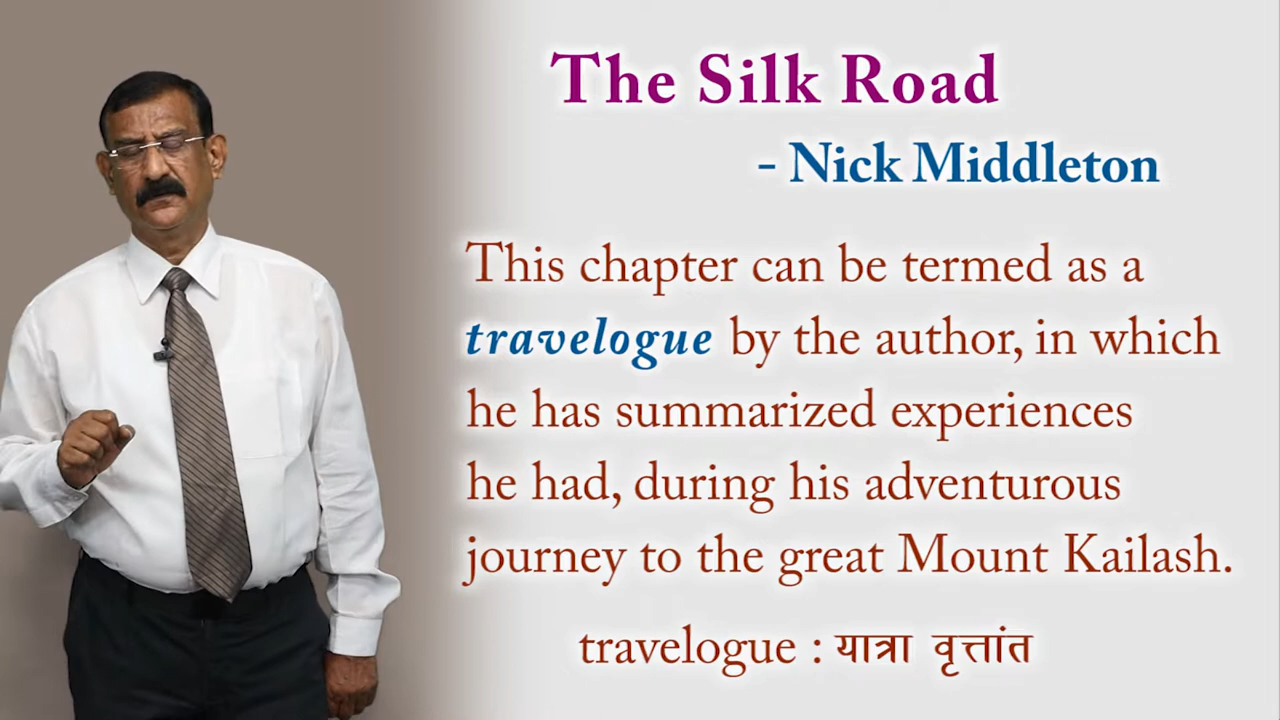 The Silk Road
- Nick Middleton
This chapter can be termed as a
travelogue by the author, in which
he has summarized experiences
he had, during his adventurous
journey to the great Mount Kailash.
travelogue : यात्रा वृत्तांत